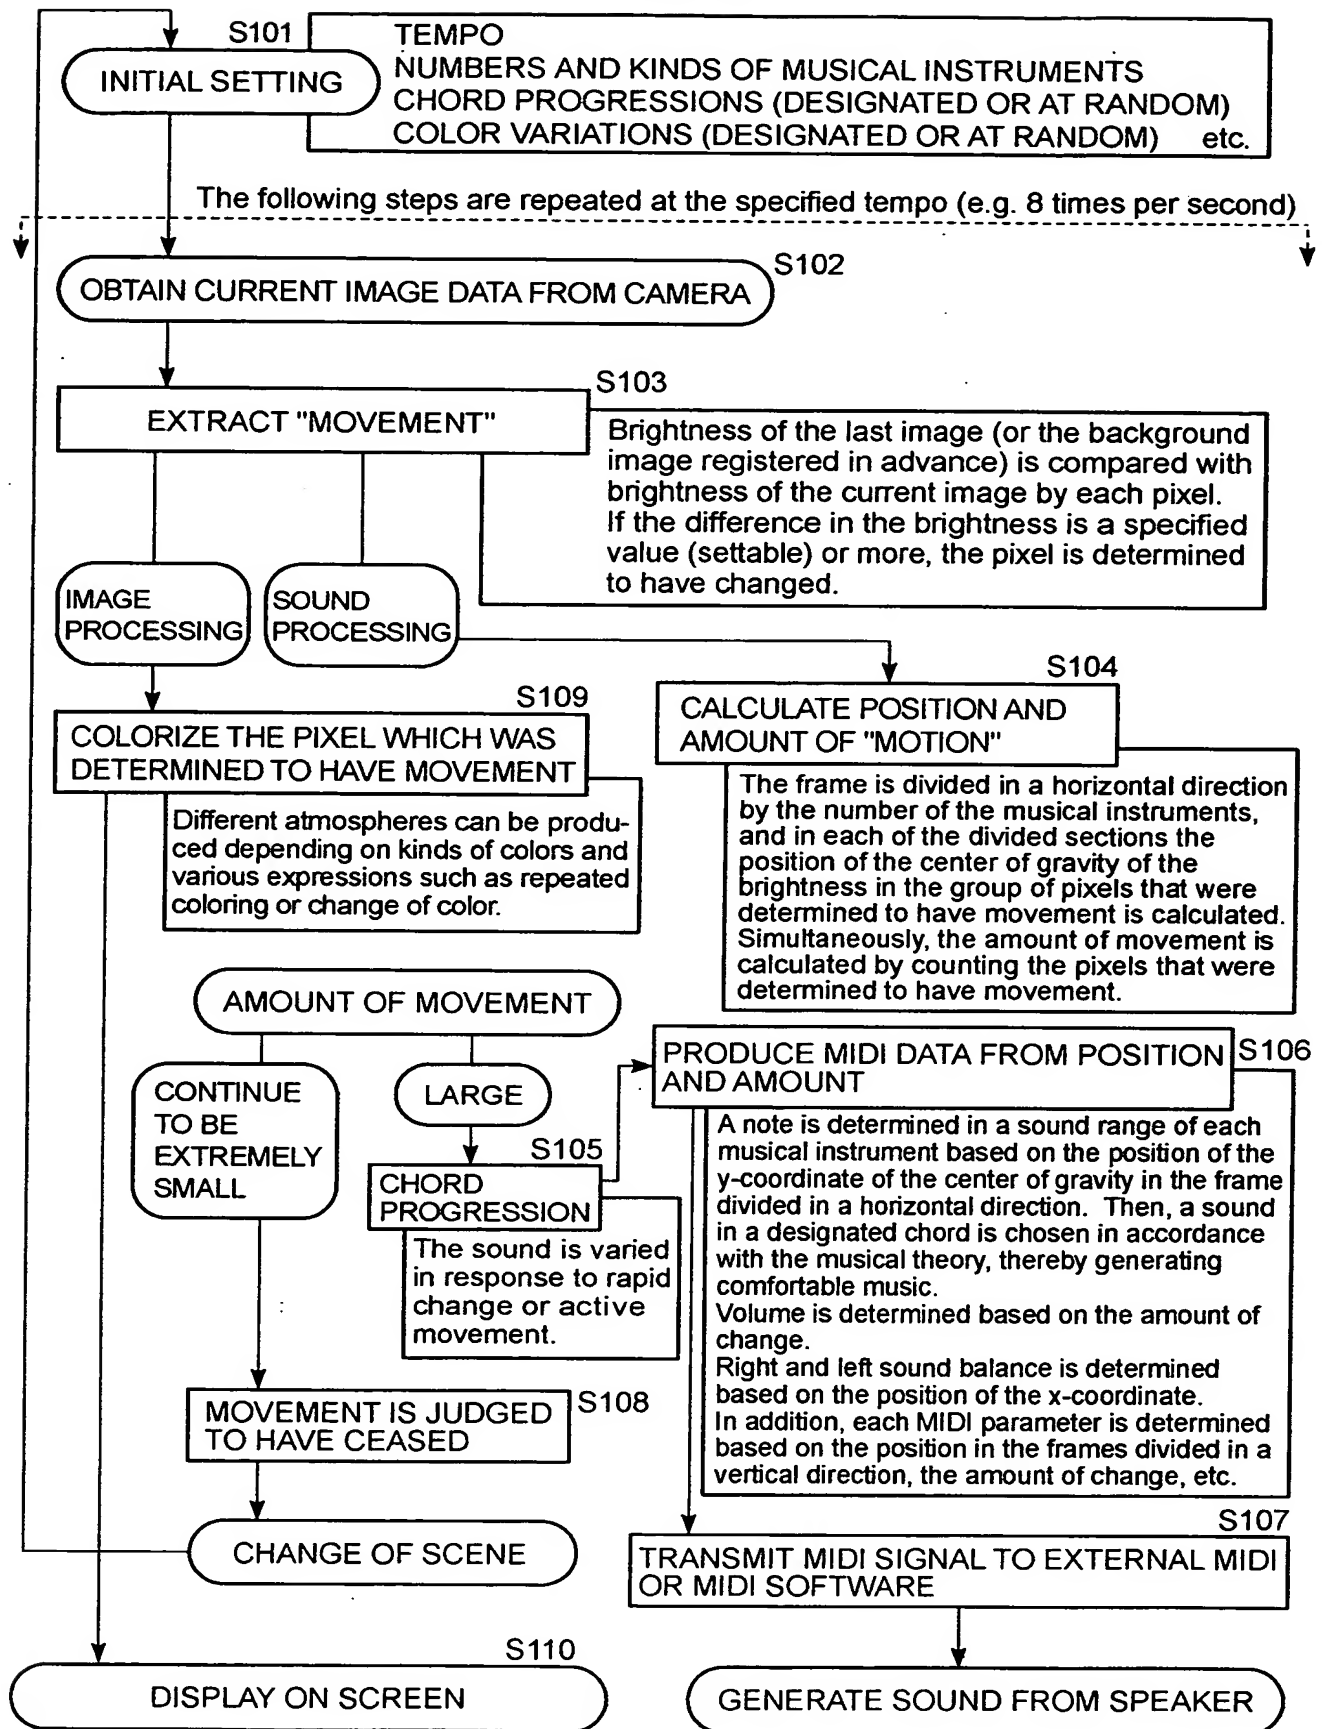 S101
INITIAL SETTING
TEMPO
NUMBERS AND KINDS OF MUSICAL INSTRUMENTS
CHORD PROGRESSIONS (DESIGNATED OR AT RANDOM)
COLOR VARIATIONS (DESIGNATED OR AT RANDOM) etc.
The following steps are repeated at the specified tempo (e.g. 8 times per second)
S102
OBTAIN CURRENT IMAGE DATA FROM CAMERA
S103
EXTRACT "MOVEMENT"
Brightness of the last image (or the background
image registered in advance) is compared with
brightness of the current image by each pixel.
If the difference in the brightness is a specified
value (settable) or more, the pixel is determined
to have changed.
IMAGE
PROCESSING
SOUND
PROCESSING
S104
CALCULATE POSITION AND
AMOUNT OF "MOTION"
The frame is divided in a horizontal direction
by the number of the musical instruments,
and in each of the divided sections the
position of the center of gravity of the
brightness in the group of pixels that were
determined to have movement is calculated.
Simultaneously, the amount of movement is
calculated by counting the pixels that were
determined to have movement.
S109
COLORIZE THE PIXEL WHICH WAS
DETERMINED TO HAVE MOVEMENT
Different atmospheres can be produ-
ced depending on kinds of colors and
various expressions such as repeated
coloring or change of color.
AMOUNT OF MOVEMENT
CONTINUE
TO BE
EXTREMELY
SMALL
LARGE
S105
CHORD
PROGRESSION
The sound is varied
in response to rapid
change or active
movement.
S106
PRODUCE MIDI DATA FROM POSITION
AND AMOUNT
A note is determined in a sound range of each
musical instrument based on the position of the
y-coordinate of the center of gravity in the frame
divided in a horizontal direction. Then, a sound
in a designated chord is chosen in accordance
with the musical theory, thereby generating
comfortable music.
Volume is determined based on the amount of
change.
Right and left sound balance is determined
based on the position of the x-coordinate.
In addition, each MIDI parameter is determined
based on the position in the frames divided in a
vertical direction, the amount of change, etc.
S108
MOVEMENT IS JUDGED
TO HAVE CEASED
CHANGE OF SCENE
S107
TRANSMIT MIDI SIGNAL TO EXTERNAL MIDI
OR MIDI SOFTWARE
S110
DISPLAY ON SCREEN
GENERATE SOUND FROM SPEAKER